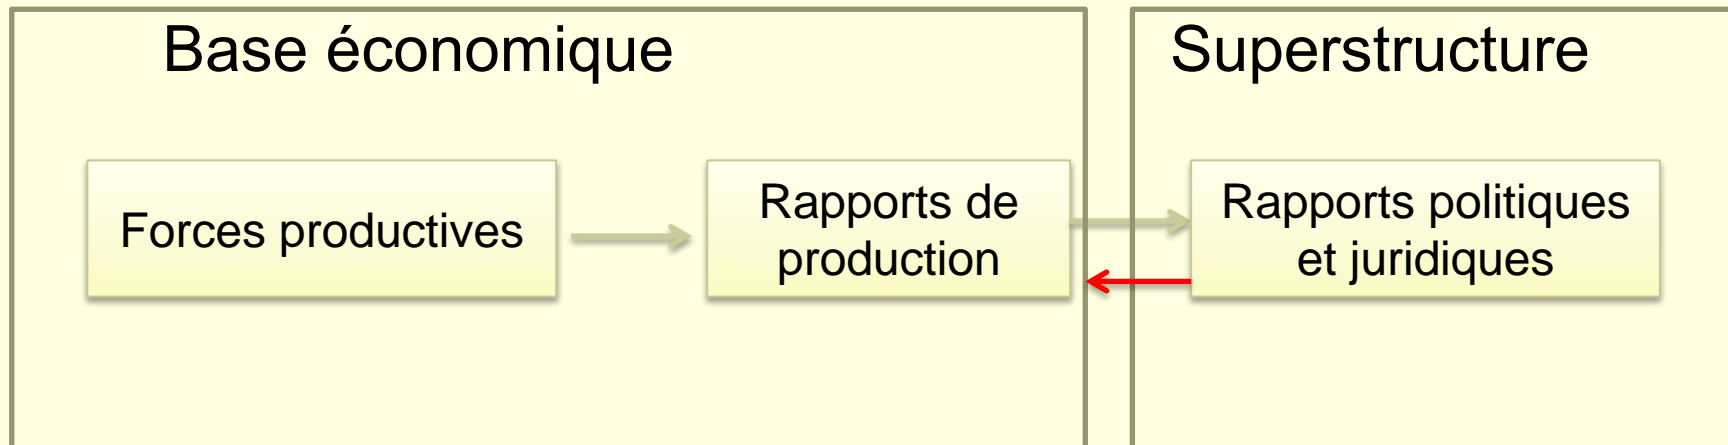 Base économique
Superstructure
Forces productives
Rapports de
production
Rapports politiques
et juridiques